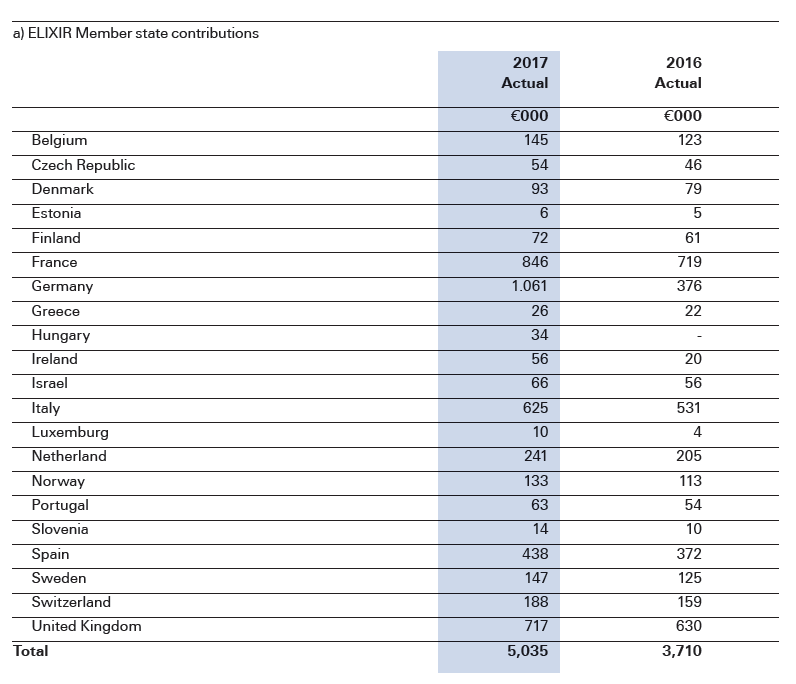 a) ELIXIR Member state contributions
2017 2016
Actual Actual
€000 €000
Belgium 145 123
Czech Republic 54 46
Denmark 93 79
Estonia 6 5
Finland 72 61
France 846 719
Germany 1.061 376
Greece 26 22
Hungary 34 -
Ireland 56 20
Israel 66 56
Italy 625 531
Luxemburg 10 4
Netherland 241 205
Norway 133 113
Portugal 63 54
Slovenia 14 10
Spain 438 372
Sweden 147 125
Switzerland 188 159
United Kingdom 717 630
Total 5,035 3,710